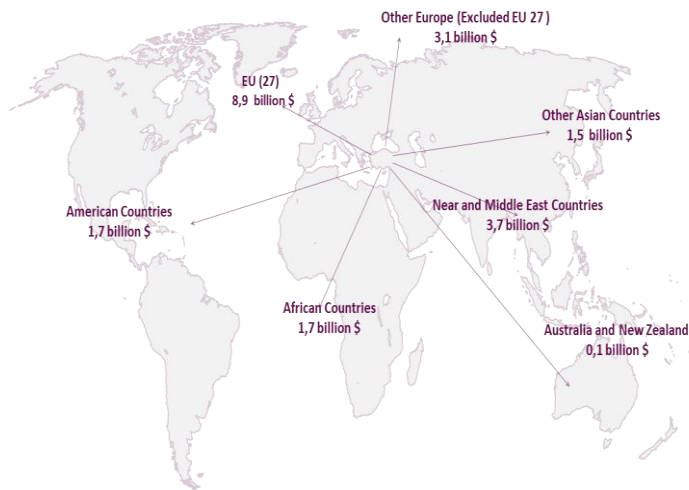 Other Europe (Excluded EU 27 )
3,1 billion $
EU (27)
8,9 billion $
Other Asian Countries
1,5 billion $
American Countries
1,7 billion $
Near and Middle East Countries
3,7 billion $
African Countries
1,7 billion $
Australia and New Zealand
0,1 billion $